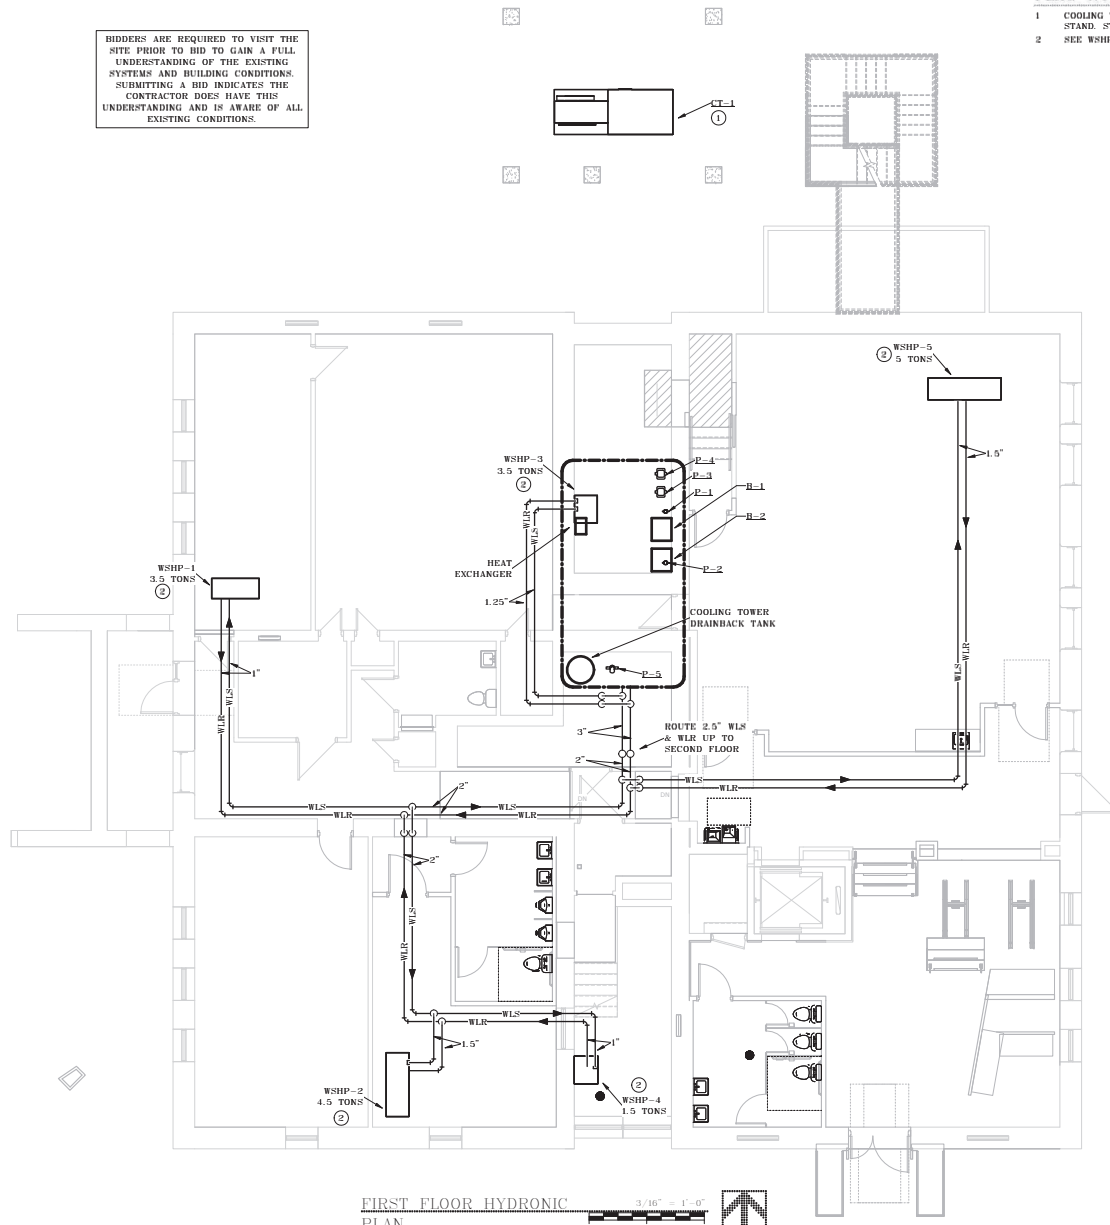 BIDDERS ARE REQUIRED TO VISIT THE
SITE PRIOR TO BID TO GAIN A FULL
UNDERSTANDING OF THE EXISTING
SYSTEMS AND BUILDING CONDITIONS.
SUBMITTING A BID INDICATES THE
CONTRACTOR DOES HAVE THIS
UNDERSTANDING AND IS AWARE OF ALL
EXISTING CONDITIONS.
1 COOLING
STAND.
2 SEE WSHP
CT-1
1
WSHP-5
2
5 TONS
1.5"
WLS
WLR
WSHP-3
3.5 TONS
2
P-4
P-3
P-1
B-1
B-2
P-2
WLR
WLS
HEAT
EXCHANGER
1.25"
COOLING TOWER
DRAINBACK TANK
P-5
WSHP-1
3.5 TONS
2
1"
WLS
WLR
3"
ROUTE 2.5" WLS
& WLR UP TO
SECOND FLOOR
2"
WLS
WLR
DN
DN
2"
WLS
WLS
WLR
WLR
2"
WLS
WLR
WLS
WLR
1.5"
1"
WSHP-2
4.5 TONS
2
2
WSHP-4
1.5 TONS
FIRST FLOOR HYDRONIC
PLAN
3/16" = 1'-0"